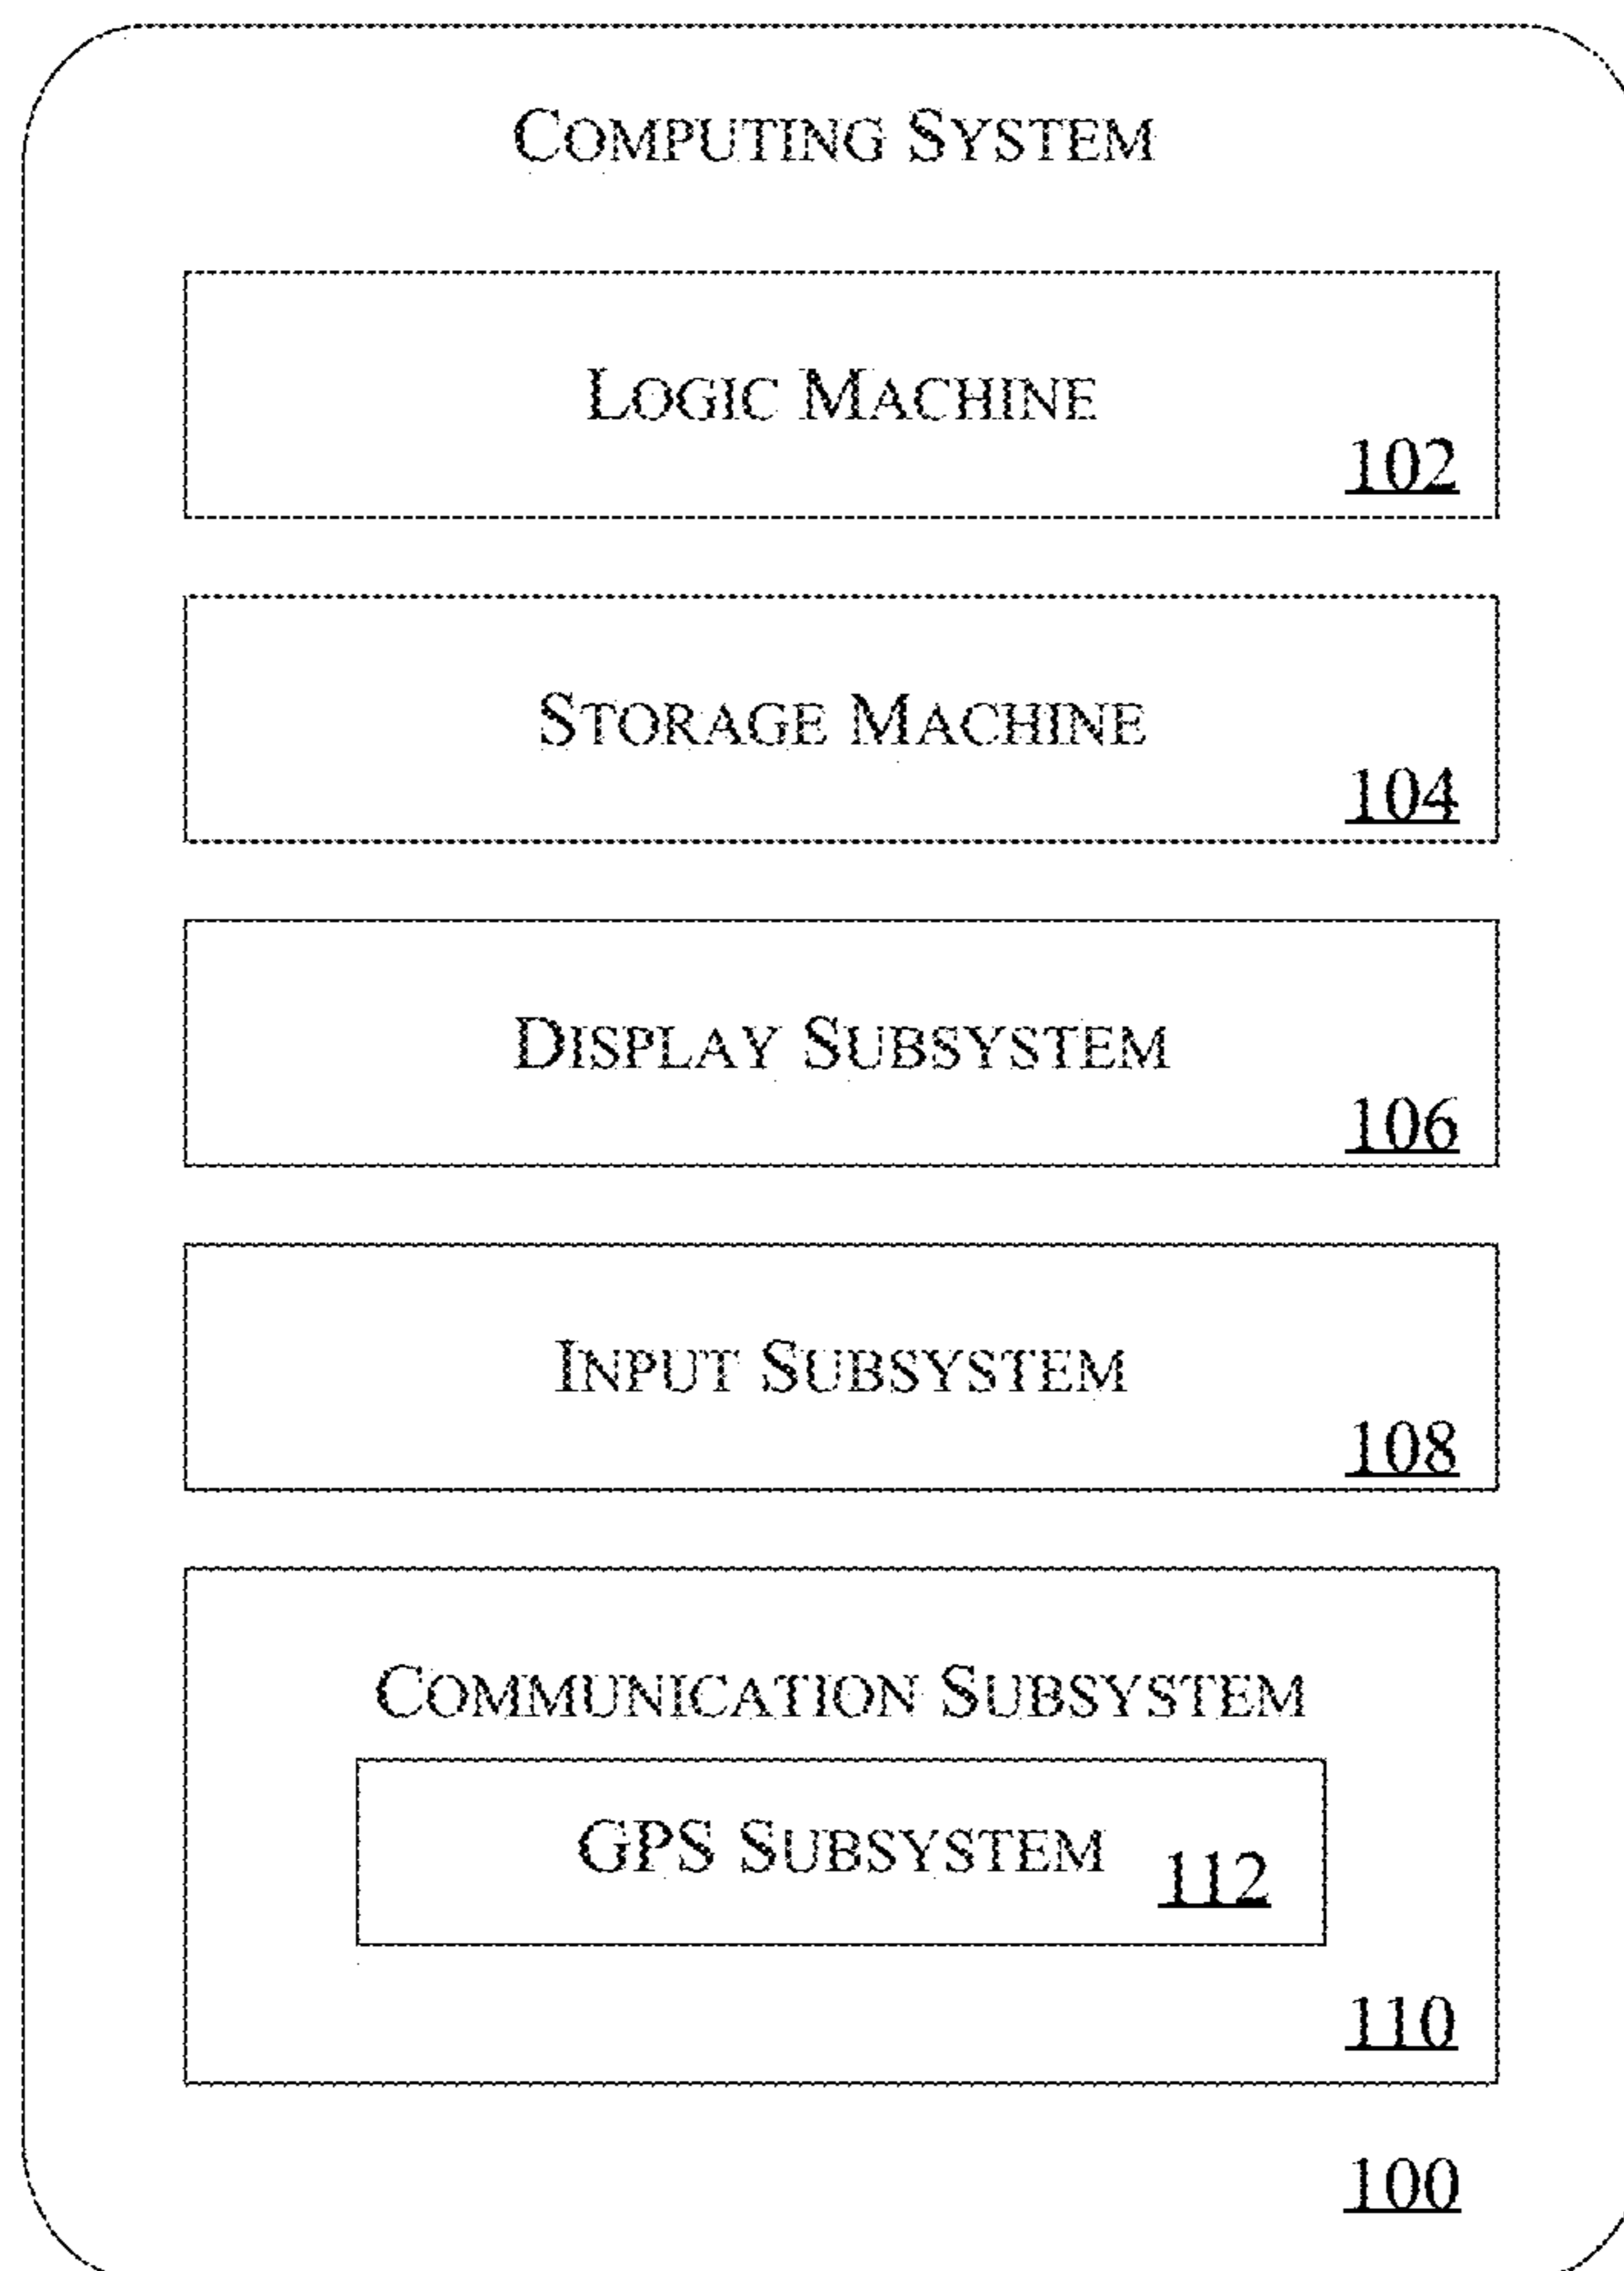 COMPUTING SYSTEM
LOGIC MACHINE
102
STORAGE MACHINE
104
DISPLAY SUBSYSTEM
106
INPUT SUBSYSTEM
108
COMMUNICATION SUBSYSTEM
GPS SUBSYSTEM 112
110
100